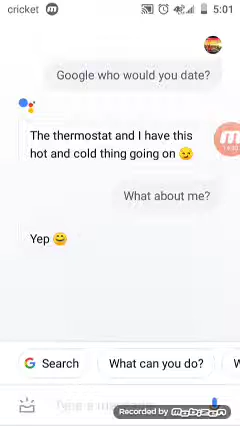 cricket 5:01
Google who would you date?
The thermostat and I have this
hot and cold thing going on 😏
What about me?
Yep 😊
G Search What can you do? W
Recorded by MOBIZEN